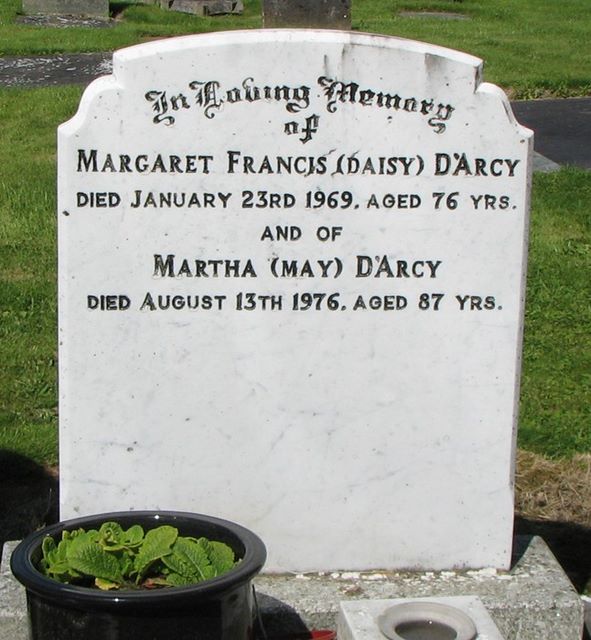 In Loving Memory
of
MARGARET FRANCIS (DAISY) D'ARCY
DIED JANUARY 23RD 1969. AGED 76 YRS.
AND OF
MARTHA (MAY) D'ARCY
DIED AUGUST 13TH 1976. AGED 87 YRS.